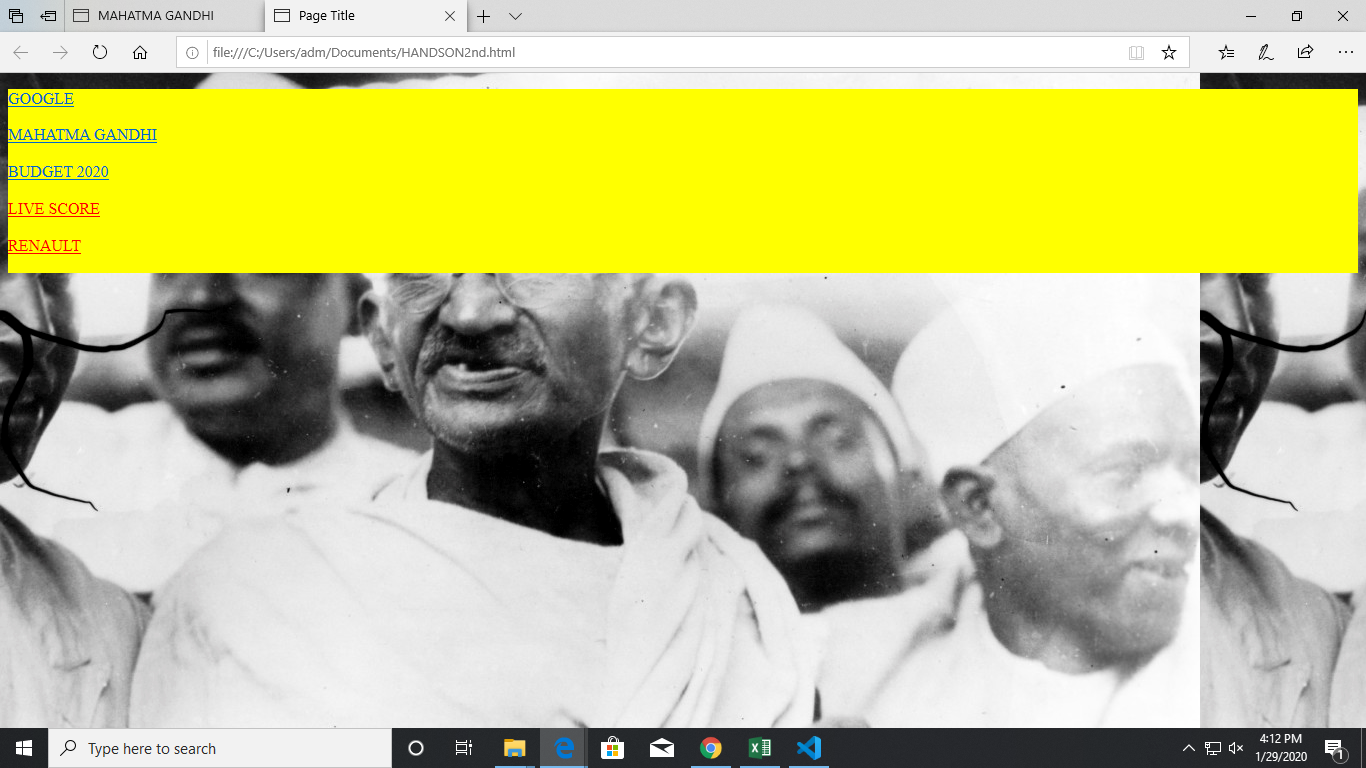 MAHATMA GANDHI
Page Title
file:///C:/Users/adm/Documents/HANDSON2nd.html
GOOGLE
MAHATMA GANDHI
BUDGET 2020
LIVE SCORE
RENAULT
Type here to search
4:12 PM
1/29/2020
1